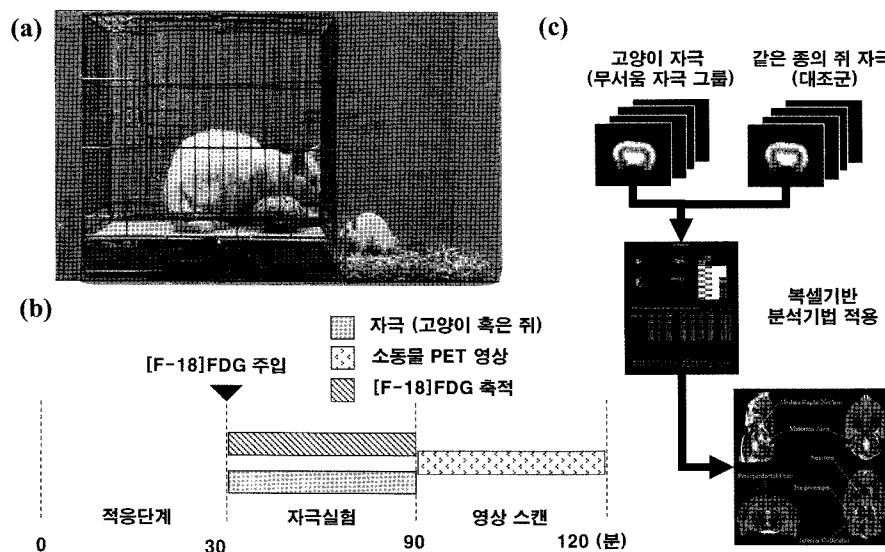 (a)
(c)
고양이 자극
(무서움 자극 그룹)
같은 종의 쥐 자극
(대조군)
복셀기반
분석기법 적용
(b)
자극 (고양이 혹은 쥐)
소동물 PET 영상
[F-18]FDG 축적
[F-18]FDG 주입
적응단계
자극실험
영상 스캔
0
30
90
120 (분)